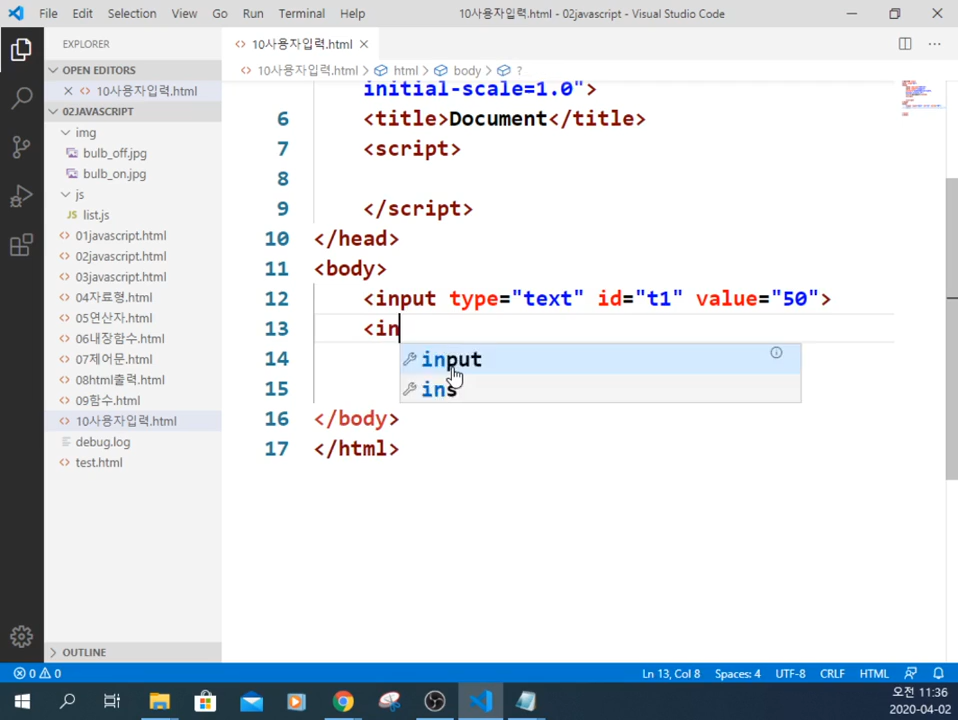 File Edit Selection View Go Run Terminal Help 10사용자입력.html - 02javascript - Visual Studio Code
EXPLORER
OPEN EDITORS
10사용자입력.html
02JAVASCRIPT
img
bulb_off.jpg
bulb_on.jpg
js
JS list.js
01javascript.html
02javascript.html
03javascript.html
04자료형.html
05연산자.html
06내장함수.html
07제어문.html
08html출력.html
09함수.html
10사용자입력.html
debug.log
test.html
OUTLINE
10사용자입력.html
10사용자입력.html > html > body > ?
initial-scale=1.0">
6 <title>Document</title>
7 <script>
8
9 </script>
10 </head>
11 <body>
12 <input type="text" id="t1" value="50">
13 <in
14 input
15 ins
16 </body>
17 </html>
0 0 Ln 13, Col 8 Spaces: 4 UTF-8 CRLF HTML
오전 11:36
2020-04-02